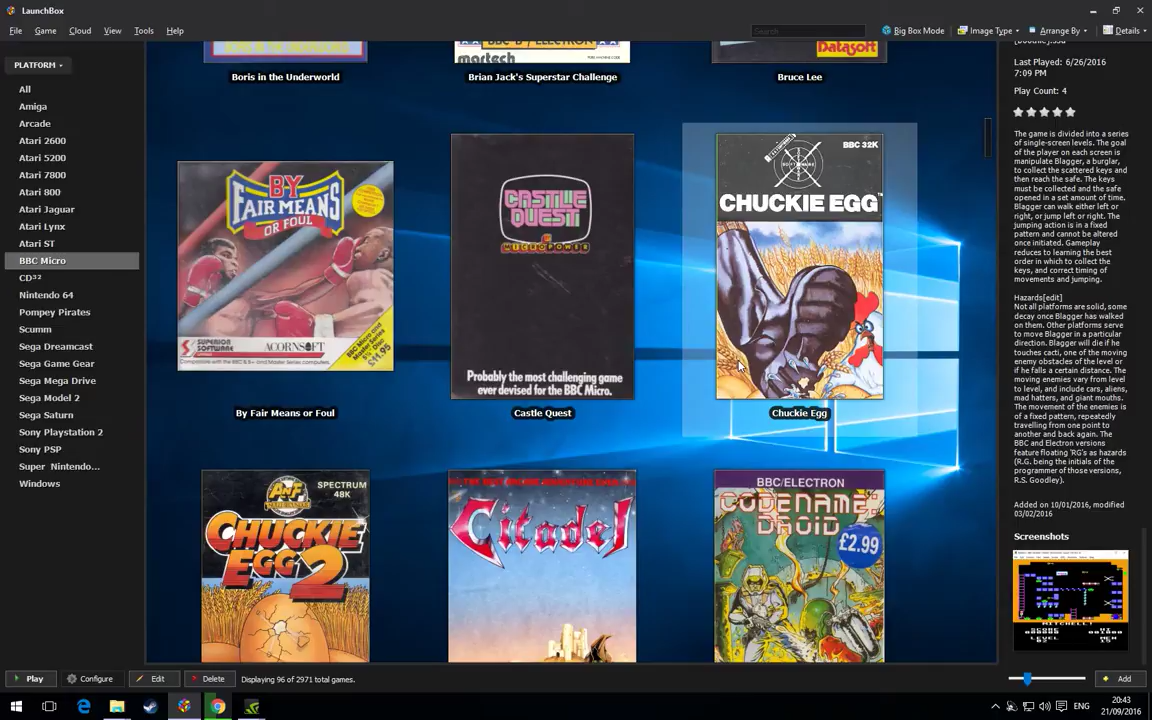 LaunchBox
File
Game
Cloud
View
Tools
Help
Search
Big Box Mode
Image Type
Arrange By
Details
PLATFORM
All
Amiga
Arcade
Atari 2600
Atari 5200
Atari 7800
Atari 800
Atari Jaguar
Atari Lynx
Atari ST
BBC Micro
CD³²
Nintendo 64
Pompey Pirates
Scumm
Sega Dreamcast
Sega Game Gear
Sega Mega Drive
Sega Model 2
Sega Saturn
Sony Playstation 2
Sony PSP
Super Nintendo...
Windows
BBC B / ELECTRON
martech
Datasoft
Boris in the Underworld
Brian Jack's Superstar Challenge
Bruce Lee
BY
FAIR MEANS
OR FOUL
SUPERIOR
SOFTWARE
ACORNSOFT
BBC Micro and
Master Series
£11.95
By Fair Means or Foul
CASTLE
QUEST
MICROPOWER
Probably the most challenging game
ever devised for the BBC Micro.
Castle Quest
BBC 32K
CHUCKIE EGG
Chuckie Egg
A'n'F
SPECTRUM
48K
CHUCKIE
EGG 2
Citadel
BBC/ELECTRON
CODENAME:
DROID
£2.99
Last Played: 6/26/2016
7:09 PM
Play Count: 4
The game is divided into a series
of single-screen levels. The goal
of the player on each screen is
manipulate Blagger, a burglar,
to collect the scattered keys and
then reach the safe. The keys
must be collected and the safe
opened in a set amount of time.
Blagger can walk either left or
right, or jump left or right. The
jumping action is in a fixed
pattern and cannot be altered
once initiated. Gameplay
reduces to learning the best
order in which to collect the
keys, and correct timing of
movements and jumping.
Hazards[edit]
Not all platforms are solid, some
decay once Blagger has walked
on them. Other platforms serve
to move Blagger in a particular
direction. Blagger will die if he
touches cacti, one of the moving
enemy obstacles of the level or
if he falls a certain distance. The
moving enemies vary from level
to level, and include cars, aliens,
mad hatters, and giant mouths.
The movement of the enemies is
of a fixed pattern, repeatedly
travelling from one point to
another and back again. The
BBC and Electron versions
feature floating 'RG's as hazards
(R.G. being the initials of the
programmer of those versions,
R.S. Goodley).
Added on 10/01/2016, modified
03/02/2016
Screenshots
Play
Configure
Edit
Delete
Displaying 96 of 2971 total games.
Add
ENG
20:43
21/09/2016